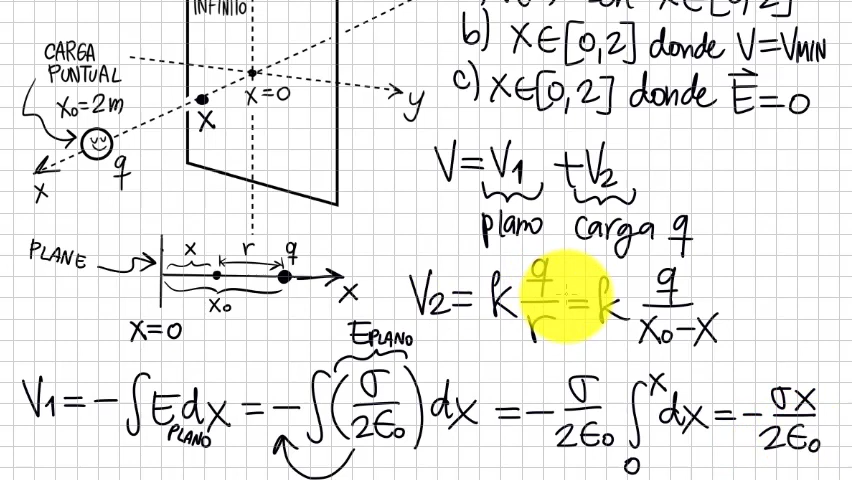 INFINITO
CARGA
PUNTUAL
X₀=2m
X
X=0
y
q
X
b) X∈[0,2] donde V=VMIN
c) X∈[0,2] donde E⃗=0
V=V₁ +V₂
plano carga q
PLANE
x r q
X₀
X
X=0
V₂= k q/r = k q/(X₀-X)
EPLANO
V₁=-∫EPLANO dx = -∫(σ/2ϵ₀)dx = -σ/2ϵ₀ ∫₀ˣ dx = -σx/2ϵ₀